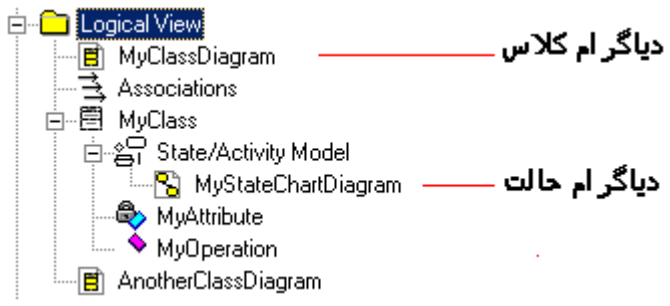 Logical View
MyClassDiagram دیاگرام کلاس
Associations
MyClass
State/Activity Model
MyStateChartDiagram دیاگرام حالت
MyAttribute
MyOperation
AnotherClassDiagram